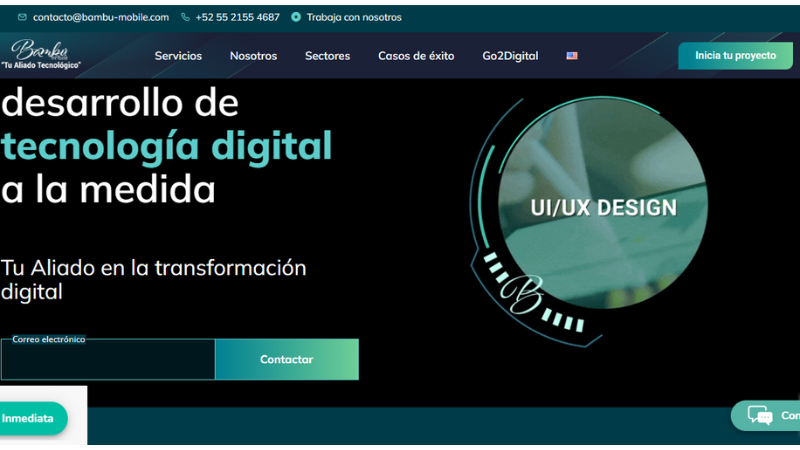 contacto@bambu-mobile.com +52 55 2155 4687 Trabaja con nosotros
Bambu
"Tu Aliado Tecnológico"
Servicios Nosotros Sectores Casos de éxito Go2Digital Inicia tu proyecto
desarrollo de
tecnología digital
a la medida
UI/UX DESIGN
B
Tu Aliado en la transformación
digital
Correo electrónico
Contactar
Inmediata
Con